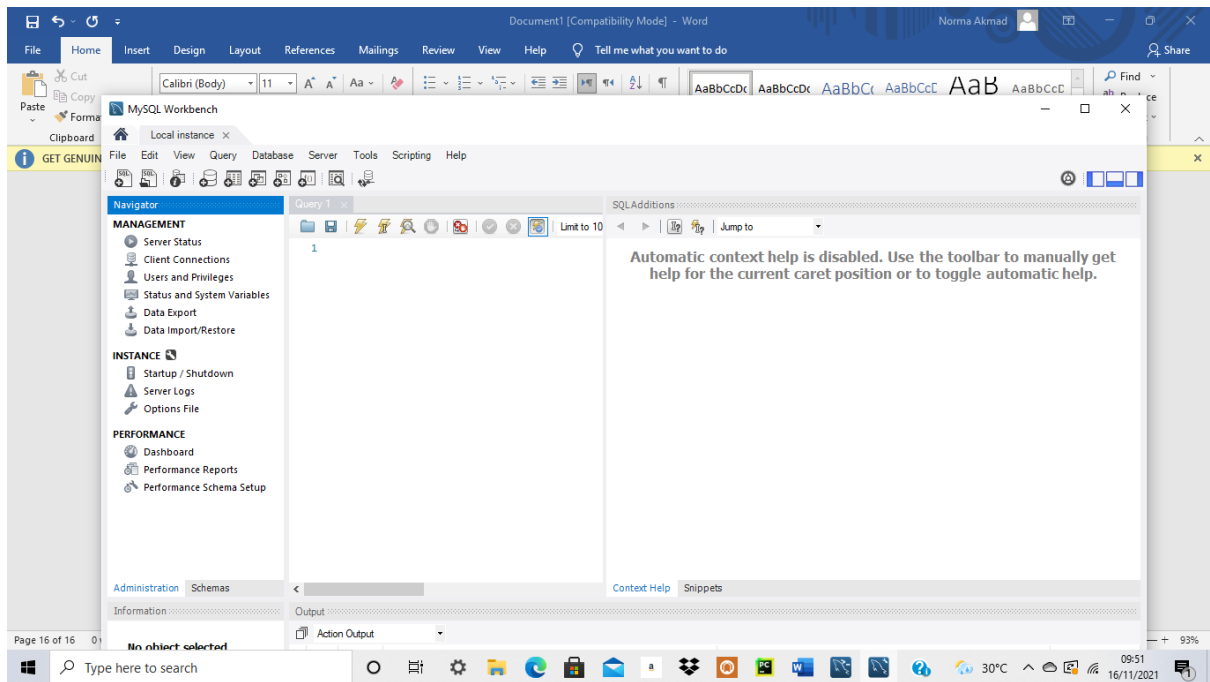 Document1 [Compatibility Mode] - Word
Norma Akmad
File Home Insert Design Layout References Mailings Review View Help Tell me what you want to do Share
Cut
Calibri (Body) 11 A A Aa
AaBbCcDc AaBbCcDc AaBbCc AaBbCcD AaB AaBbCcD
Find
Paste
Copy
Clipboard
GET GENUIN
MySQL Workbench
Local instance
File Edit View Query Database Server Tools Scripting Help
Navigator
Query 1
SQLAdditions
Limit to 10
Jump to
MANAGEMENT
Server Status
Client Connections
Users and Privileges
Status and System Variables
Data Export
Data Import/Restore
INSTANCE
Startup / Shutdown
Server Logs
Options File
PERFORMANCE
Dashboard
Performance Reports
Performance Schema Setup
1
Automatic context help is disabled. Use the toolbar to manually get
help for the current caret position or to toggle automatic help.
Administration Schemas
Context Help Snippets
Information
Output
Action Output
No object selected
Page 16 of 16
93%
Type here to search
30°C
09:51
16/11/2021